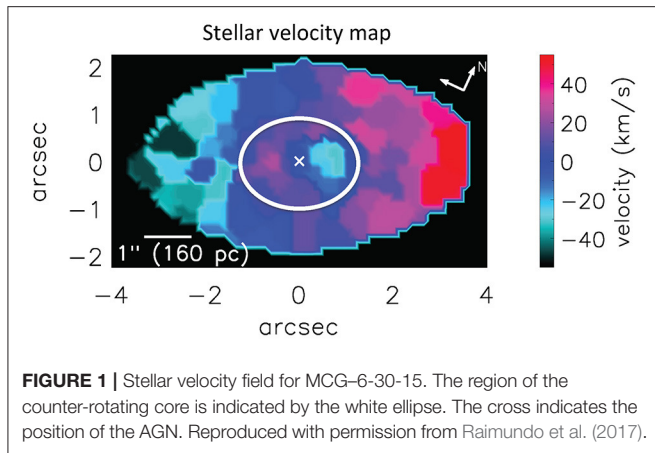 Stellar velocity map
N
2
1
0
-1
-2
arcsec
1" (160 pc)
-4 -2 0 2 4
arcsec
40
20
0
-20
-40
velocity (km/s)
FIGURE 1 | Stellar velocity field for MCG–6-30-15. The region of the
counter-rotating core is indicated by the white ellipse. The cross indicates the
position of the AGN. Reproduced with permission from Raimundo et al. (2017).